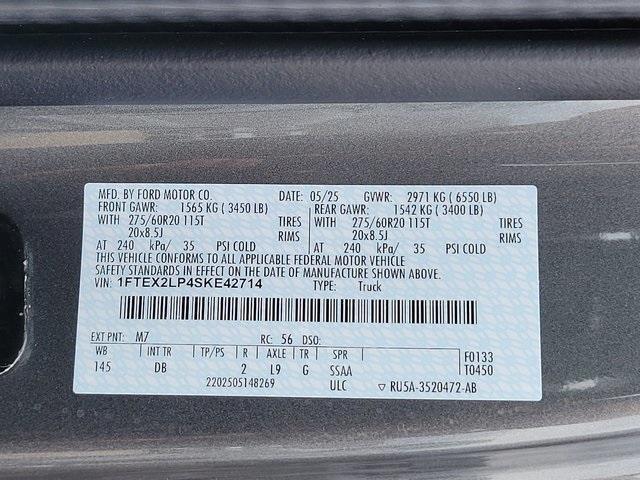 MFD. BY FORD MOTOR CO. DATE: 05/25 GVWR: 2971 KG ( 6550 LB)
FRONT GAWR: 1565 KG ( 3450 LB) REAR GAWR: 1542 KG ( 3400 LB)
WITH 275/60R20 115T TIRES WITH 275/60R20 115T TIRES
20x8.5J RIMS 20x8.5J RIMS
AT 240 kPa/ 35 PSI COLD AT 240 kPa/ 35 PSI COLD
THIS VEHICLE CONFORMS TO ALL APPLICABLE FEDERAL MOTOR VEHICLE
SAFETY STANDARDS IN EFFECT ON THE DATE OF MANUFACTURE SHOWN ABOVE.
VIN: 1FTEX2LP4SKE42714 TYPE: Truck
EXT PNT: M7 RC: 56 DSO: F0133
WB INT TR TP/PS R AXLE TR SPR T0450
145 DB 2 L9 G SSAA
2202505148269 ULC ▽ RU5A-3520472-AB